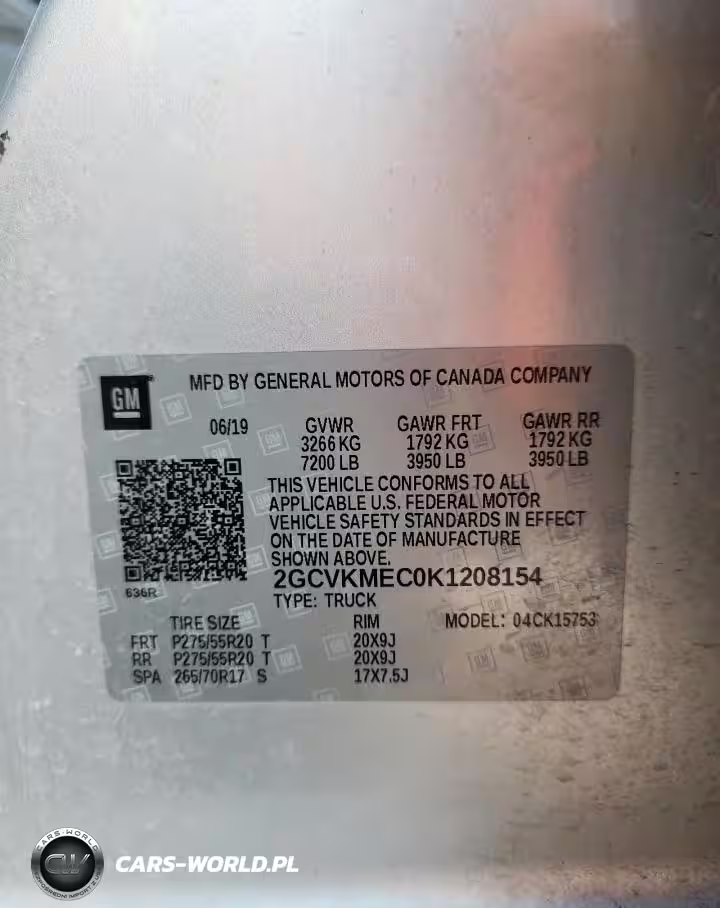 GM
MFD BY GENERAL MOTORS OF CANADA COMPANY
06/19 GVWR GAWR FRT GAWR RR
3266 KG 1792 KG 1792 KG
7200 LB 3950 LB 3950 LB
THIS VEHICLE CONFORMS TO ALL
APPLICABLE U.S. FEDERAL MOTOR
VEHICLE SAFETY STANDARDS IN EFFECT
ON THE DATE OF MANUFACTURE
SHOWN ABOVE.
2GCVKMEC0K1208154
636R
TYPE: TRUCK
TIRE SIZE RIM MODEL: 04CK15753
FRT P275/55R20 T 20X9J
RR P275/55R20 T 20X9J
SPA 265/70R17 S 17X7.5J
CARS-WORLD
CW
CARS-WORLD.PL